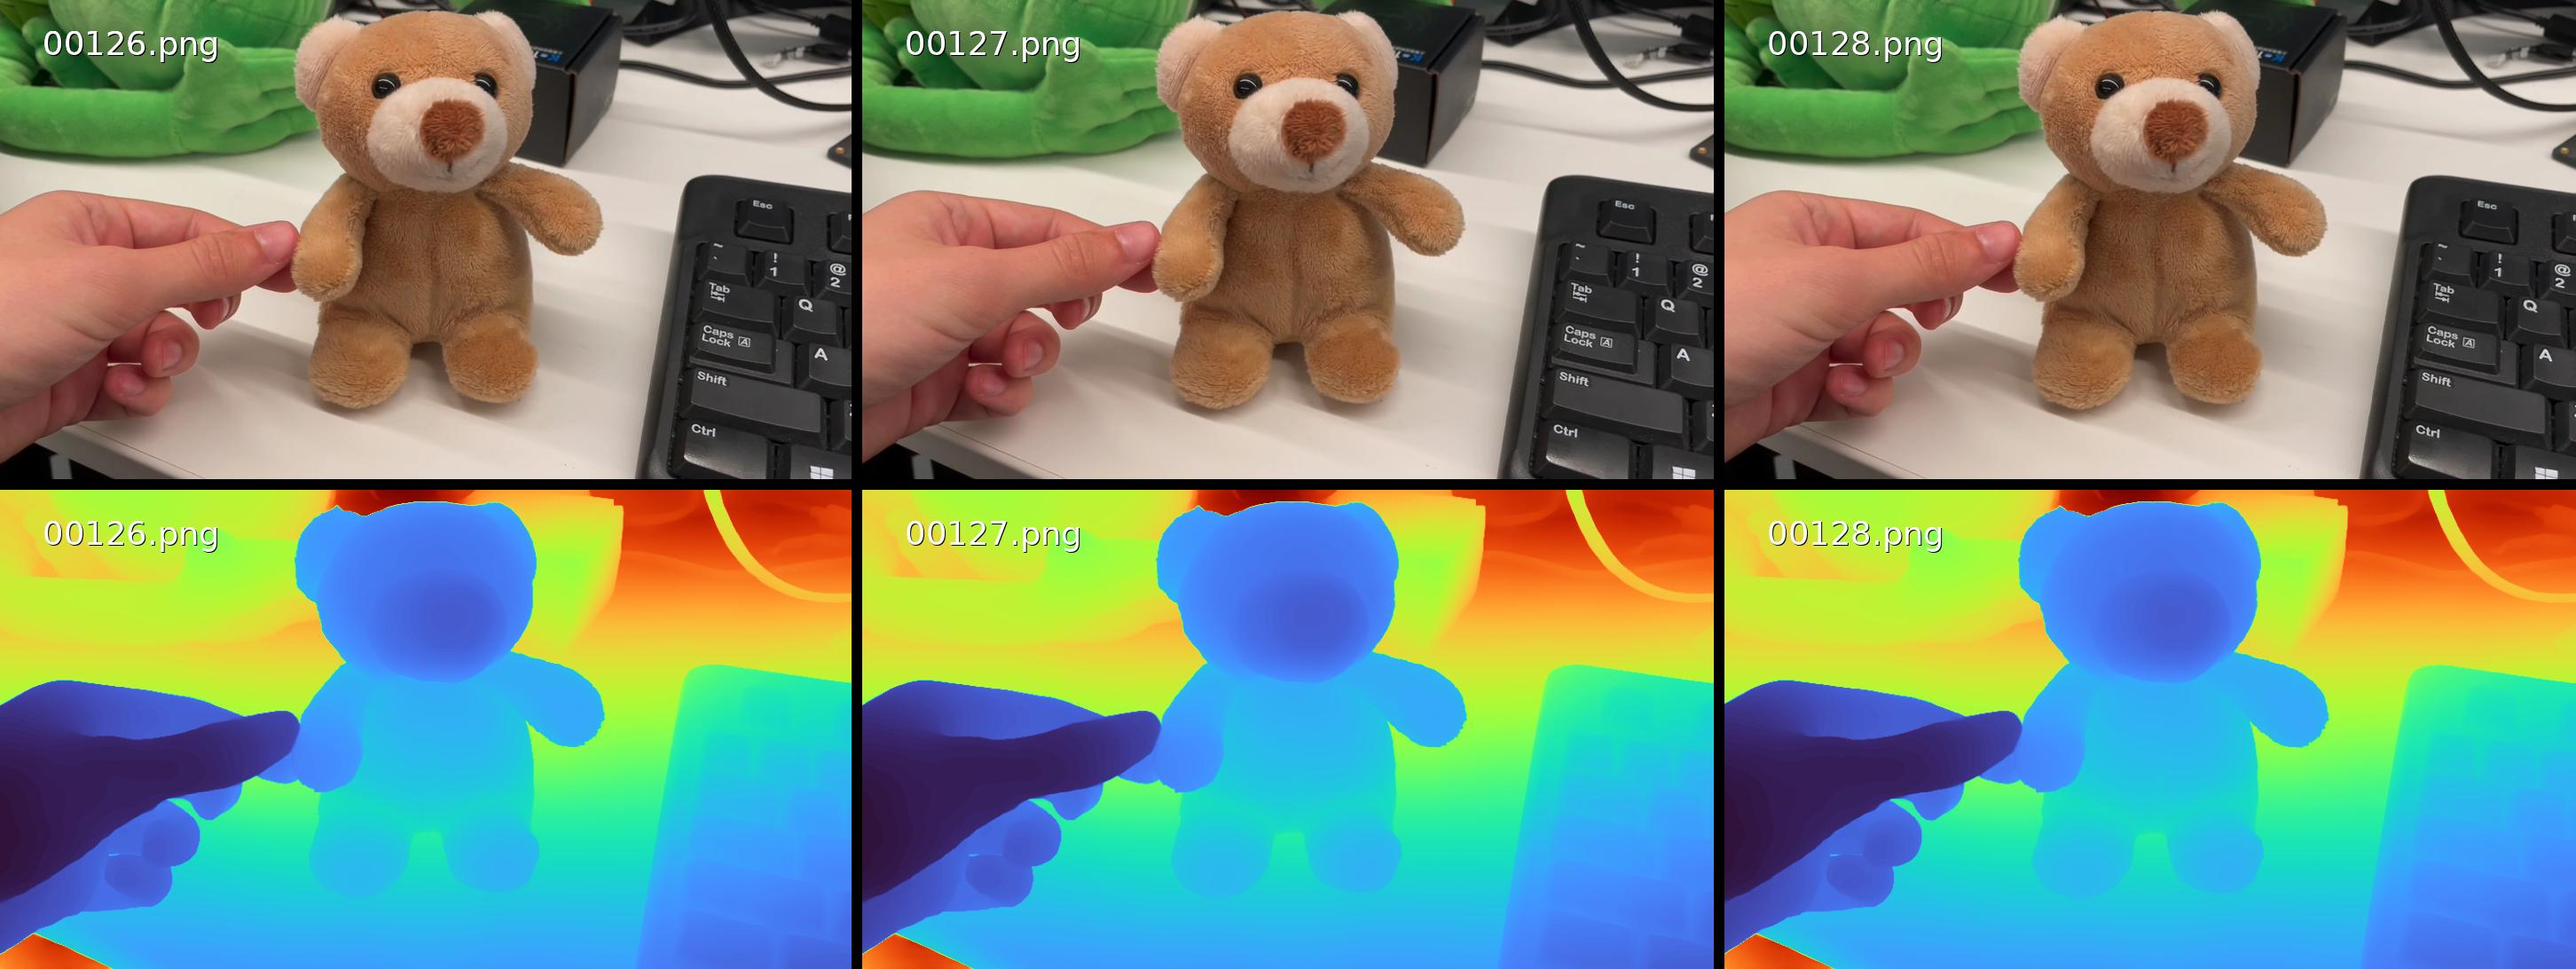 00126.png
00127.png
00128.png
Esc
~
`
!
1
@
2
Tab
Q
Caps
Lock
A
A
Shift
Ctrl
Esc
~
`
!
1
@
2
Tab
Q
Caps
Lock
A
A
Shift
Ctrl
Esc
~
`
!
1
@
2
Tab
Q
Caps
Lock
A
A
Shift
Ctrl
00126.png
00127.png
00128.png